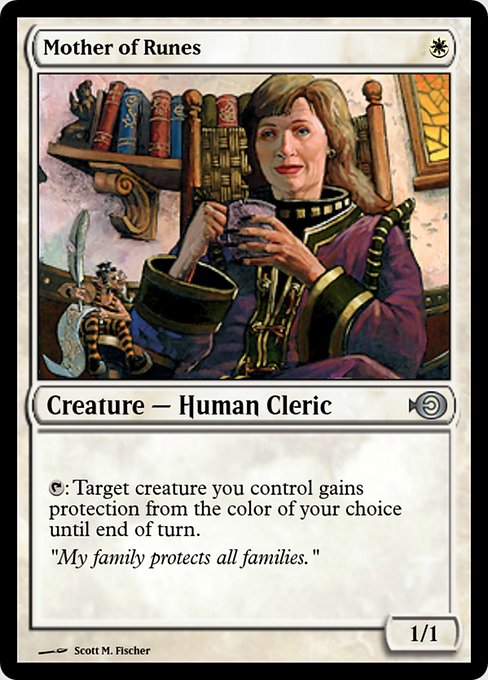 Mother of Runes
Creature — Human Cleric
: Target creature you control gains
protection from the color of your choice
until end of turn.
"My family protects all families."
1/1
Scott M. Fischer